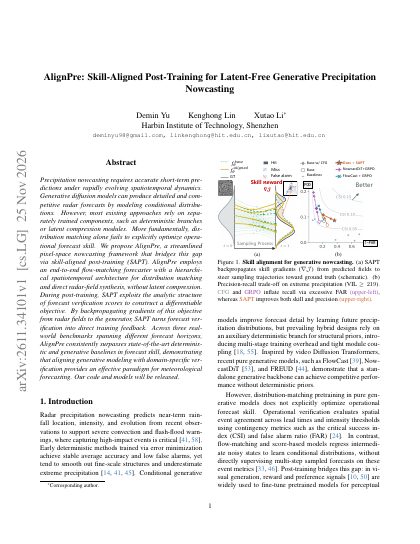 AlignPre: Skill-Aligned Post-Training for Latent-Free Generative Precipitation
Nowcasting
Demin Yu Kenghong Lin Xutao Li*
Harbin Institute of Technology, Shenzhen
deminyu98@gmail.com, linkenghong@hit.edu.cn, lixutao@hit.edu.cn
arXiv:2611.34101v1 [cs.LG] 25 Nov 2026
Abstract
Precipitation nowcasting requires accurate short-term pre-
dictions under rapidly evolving spatiotemporal dynamics.
Generative diffusion models can produce detailed and com-
petitive radar forecasts by modeling conditional distribu-
tions. However, most existing approaches rely on sepa-
rately trained components, such as deterministic branches
or latent compression modules. More fundamentally, dis-
tribution matching alone fails to explicitly optimize opera-
tional forecast skill. We propose AlignPre, a streamlined
pixel-space nowcasting framework that bridges this gap
via skill-aligned post-training (SAPT). AlignPre employs
an end-to-end flow-matching forecaster with a hierarchi-
cal spatiotemporal architecture for distribution matching
and direct radar-field synthesis, without latent compression.
During post-training, SAPT exploits the analytic structure
of forecast verification scores to construct a differentiable
objective. By backpropagating gradients of this objective
from radar fields to the generator, SAPT turns forecast ver-
ification into direct training feedback. Across three real-
world benchmarks spanning different forecast horizons,
AlignPre consistently surpasses state-of-the-art determinis-
tic and generative baselines in forecast skill, demonstrating
that aligning generative modeling with domain-specific ver-
ification provides an effective paradigm for meteorological
forecasting. Our codes and models will be released.
1. Introduction
Radar precipitation nowcasting predicts near-term rain-
fall location, intensity, and evolution from recent observa-
tions to support severe convection and flash-flood warn-
ings, where capturing high-impact events is critical [41, 58].
Early deterministic methods trained via error minimization
achieve stable average accuracy and low false alarms, yet
tend to smooth out fine-scale structures and underestimate
extreme precipitation [14, 41, 45]. Conditional generative
*Corresponding author.
Skill reward
Hit
Miss
False alarm
Sampling Process
GT
Base
Better
(a)
(b)
Figure 1. Skill alignment for generative nowcasting. (a) SAPT
backpropagates skill gradients (∇ₓJ) from predicted fields to
steer sampling trajectories toward ground truth (schematic). (b)
Precision-recall trade-off on extreme precipitation (VIL ≥ 219).
CFG and GRPO inflate recall via excessive FAR (upper-left),
whereas SAPT improves both skill and precision (upper-right).
models improve forecast detail by learning future precip-
itation distributions, but prevailing hybrid designs rely on
an auxiliary deterministic branch for structural priors, intro-
ducing multi-stage training overhead and tight module cou-
pling [18, 55]. Inspired by video Diffusion Transformers,
recent pure generative models, such as FlowCast [39], Now-
castDiT [53], and FREUD [44], demonstrate that a stan-
dalone generative backbone can achieve competitive perfor-
mance without deterministic priors.
However, distribution-matching pretraining in pure gen-
erative models does not explicitly optimize operational
forecast skill. Operational verification evaluates spatial
event agreement across lead times and intensity thresholds
using contingency metrics such as the critical success in-
dex (CSI) and false alarm ratio (FAR) [24]. In contrast,
flow-matching and score-based models regress intermedi-
ate noisy states to learn conditional distributions, without
directly supervising multi-step sampled forecasts on these
event metrics [33, 46]. Post-training bridges this gap: in vi-
sual generation, reward and preference signals [10, 50] are
widely used to fine-tune pretrained models for perceptual
1